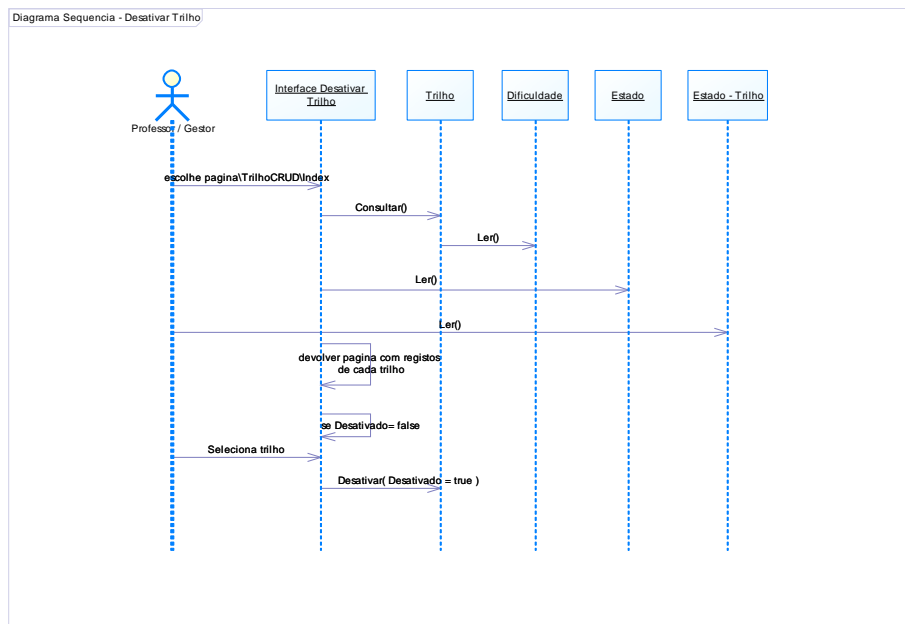 Diagrama Sequencia - Desativar Trilho
Interface Desativar
Trilho
Trilho
Dificuldade
Estado
Estado - Trilho
Professor / Gestor
escolhe pagina\TrilhoCRUD\Index
Consultar()
Ler()
Ler()
Ler()
devolver pagina com registos
de cada trilho
se Desativado= false
Seleciona trilho
Desativar( Desativado = true )